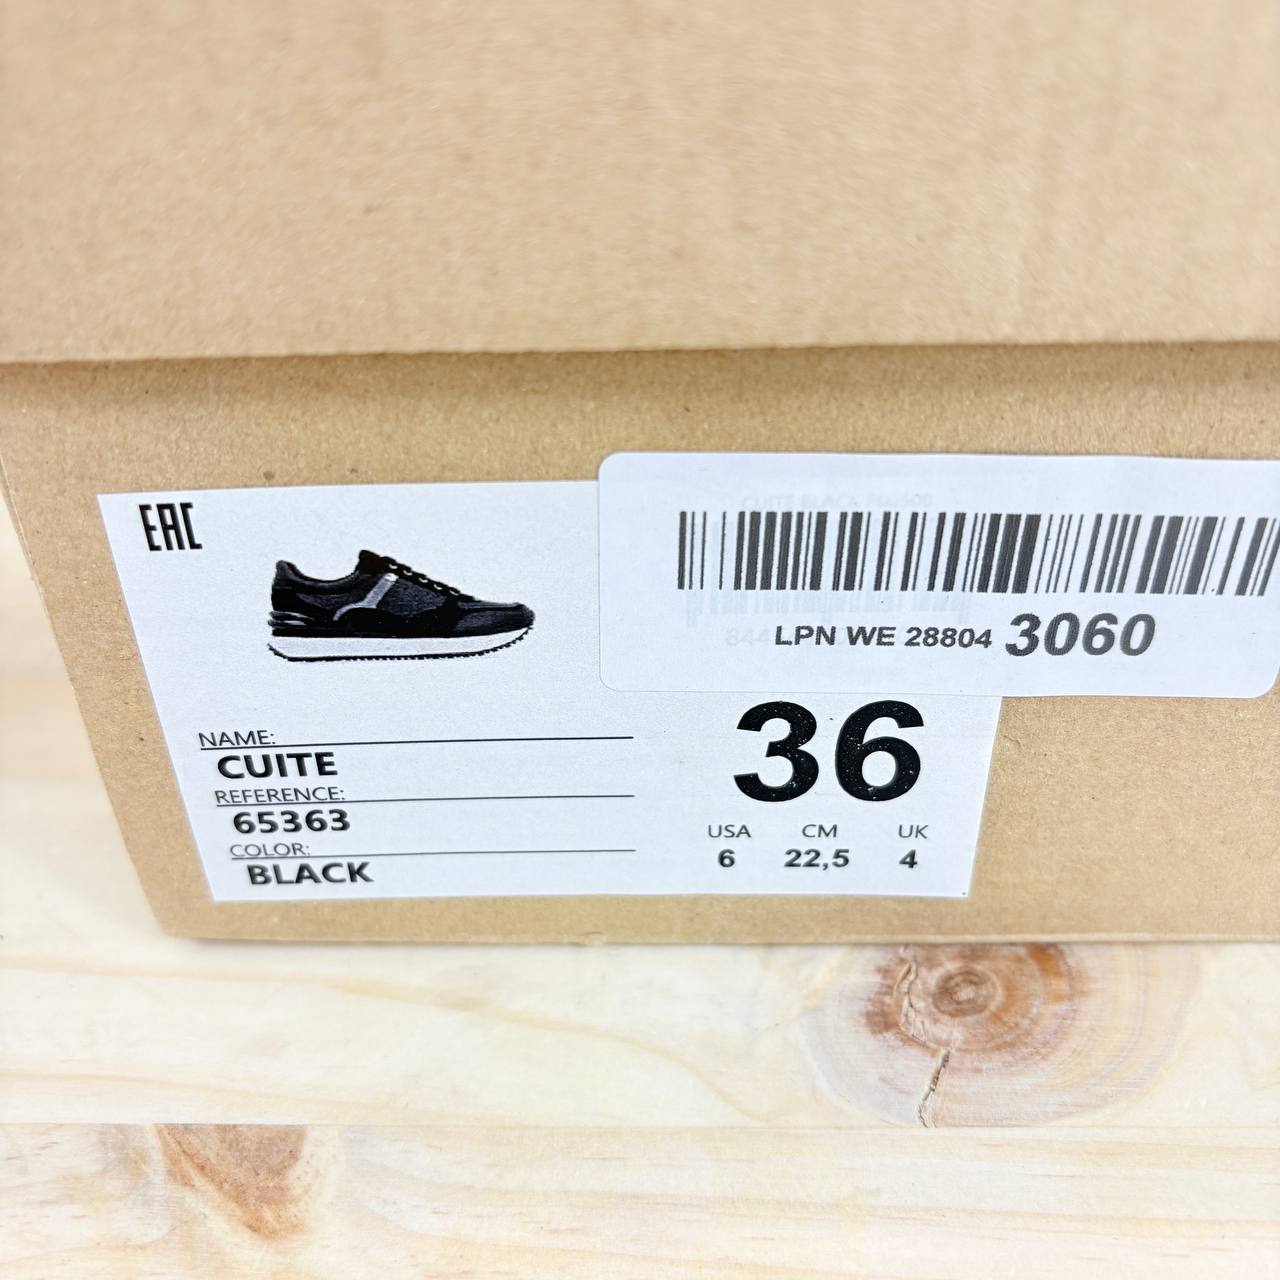 EAC
LPN WE 28804 3060
NAME:
CUITE
REFERENCE:
65363
COLOR:
BLACK
36
USA CM UK
6 22,5 4